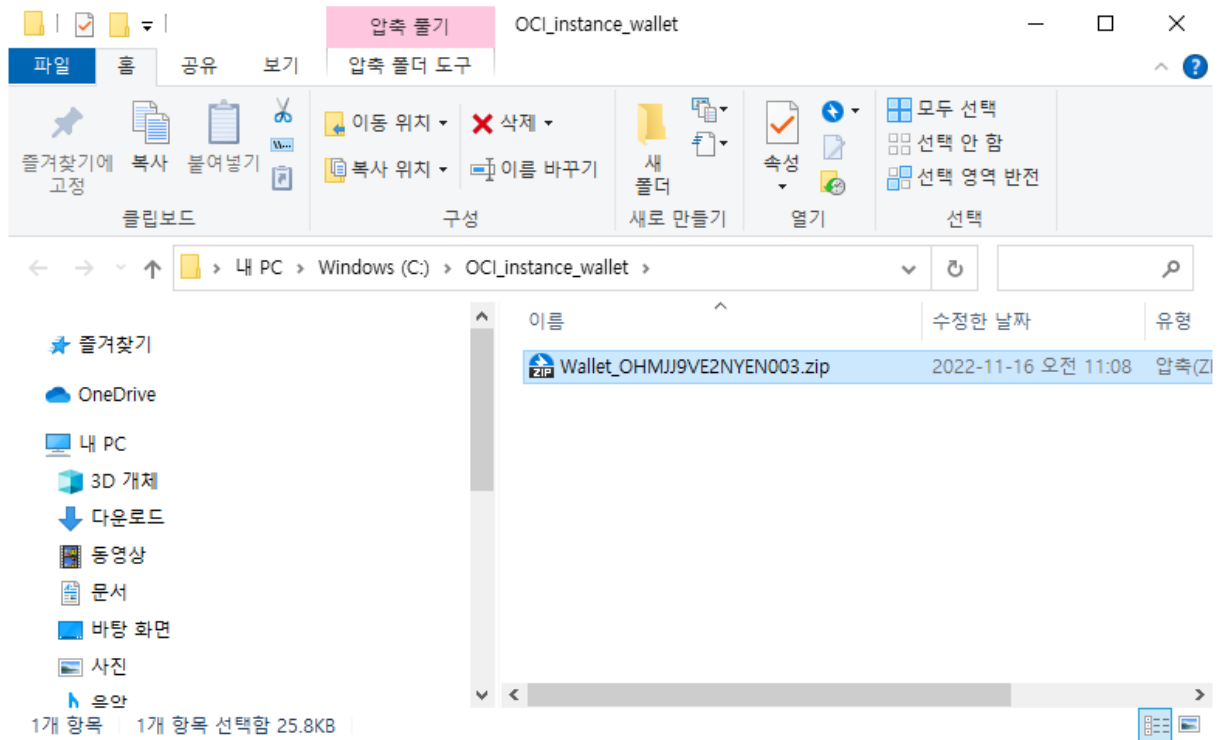 압축 풀기
OCI_instance_wallet
파일
홈
공유
보기
압축 폴더 도구
즐겨찾기에
고정
복사
붙여넣기
클립보드
이동 위치
복사 위치
삭제
이름 바꾸기
구성
새
폴더
새로 만들기
속성
열기
모두 선택
선택 안 함
선택 영역 반전
선택
내 PC > Windows (C:) > OCI_instance_wallet >
이름
수정한 날짜
유형
Wallet_OHMJJ9VE2NYEN003.zip
2022-11-16 오전 11:08
압축(ZI
즐겨찾기
OneDrive
내 PC
3D 개체
다운로드
동영상
문서
바탕 화면
사진
음악
1개 항목
1개 항목 선택함 25.8KB